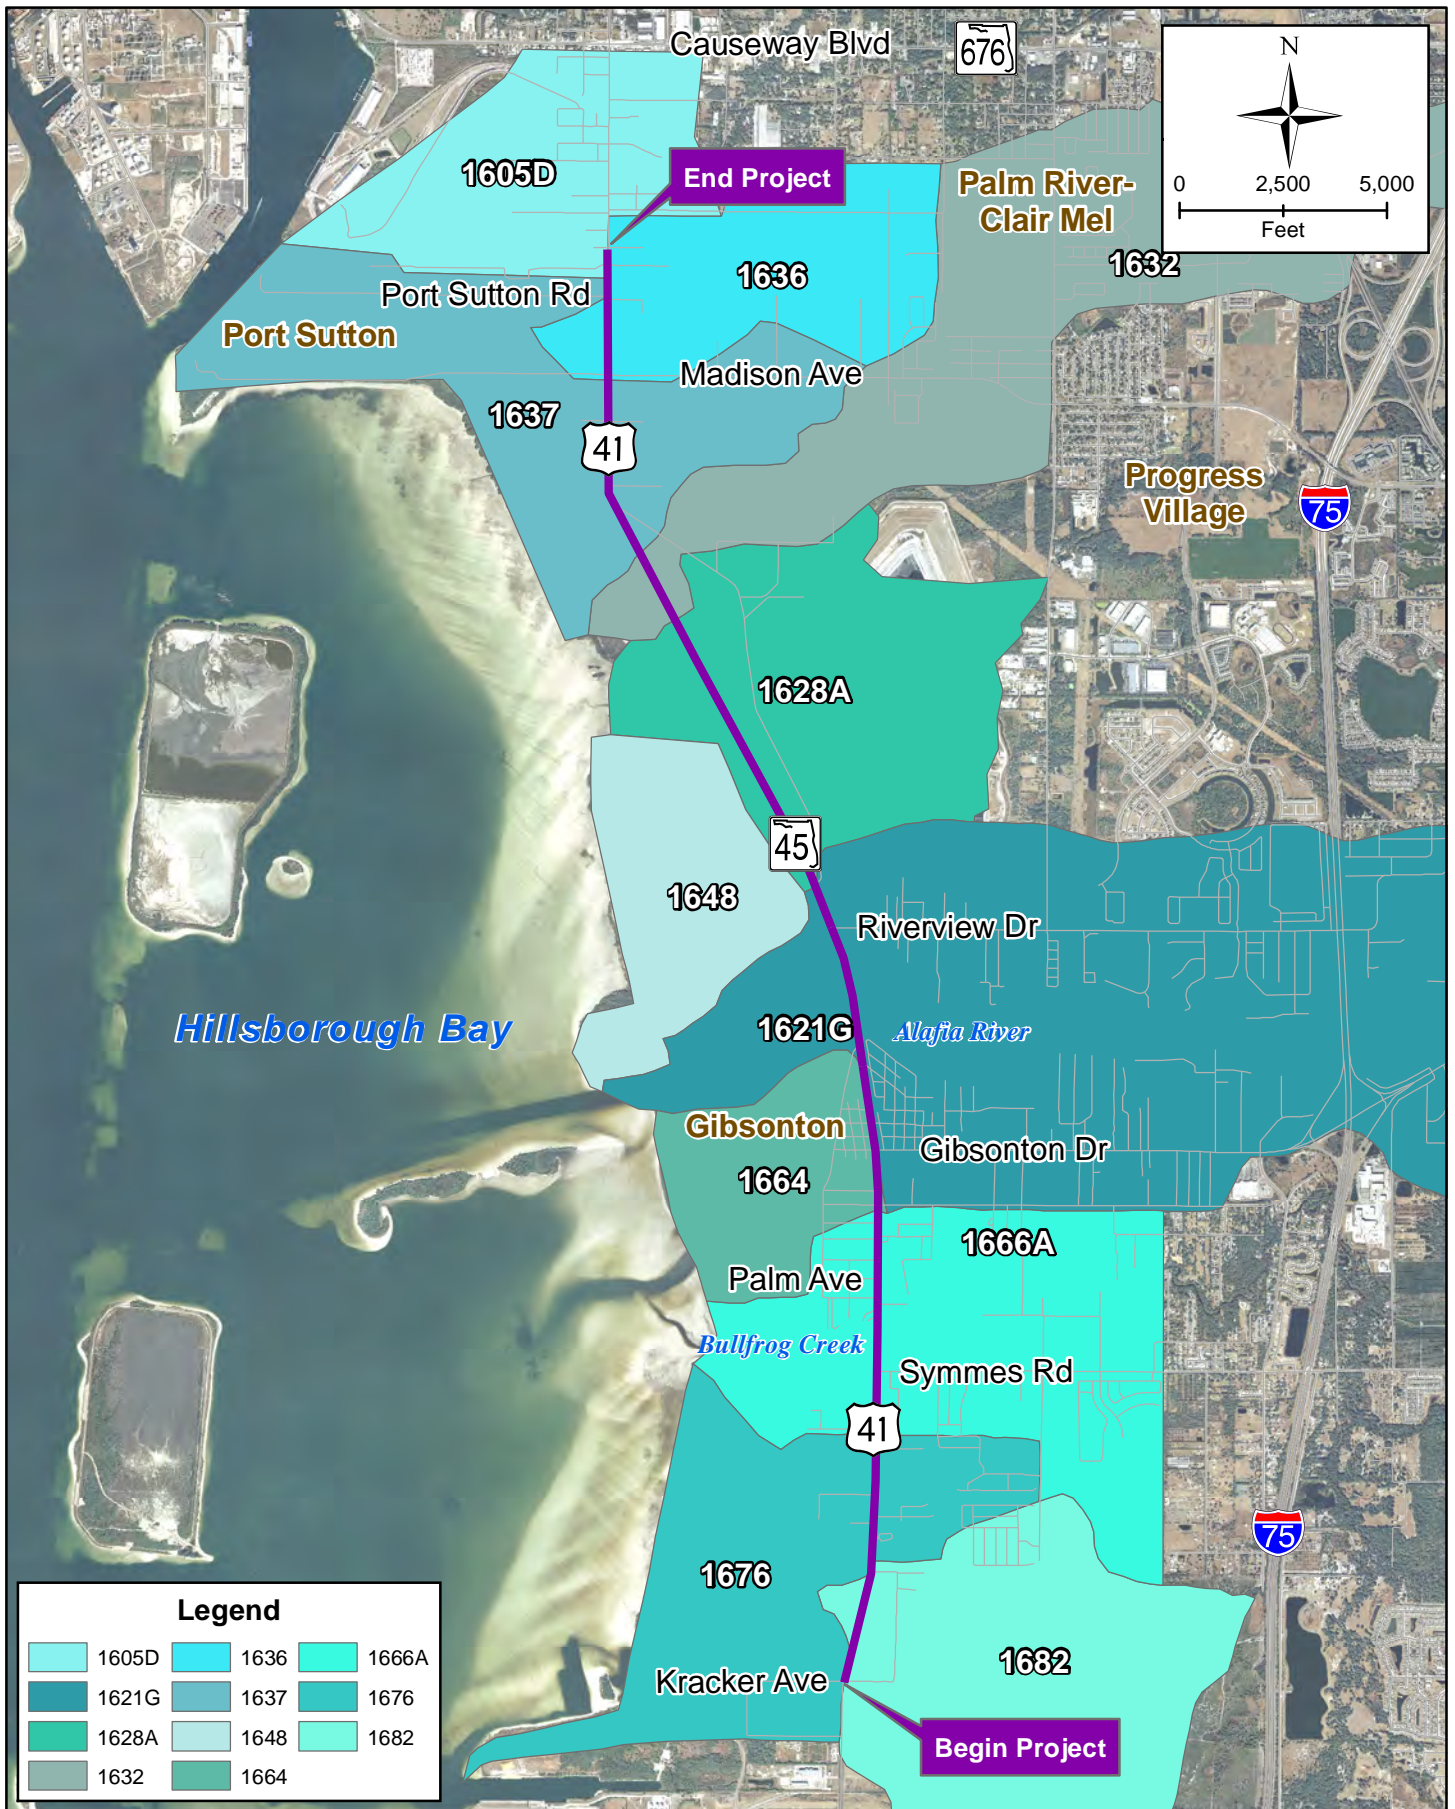 Causeway Blvd
676
N
0 2,500 5,000
Feet
1605D
End Project
Palm River-
Clair Mel
1632
1636
Port Sutton Rd
Port Sutton
Madison Ave
1637
41
Progress
Village
75
1628A
45
1648
Riverview Dr
Hillsborough Bay
1621G
Alafia River
Gibsonton
Gibsonton Dr
1664
1666A
Palm Ave
Bullfrog Creek
Symmes Rd
41
75
1676
1682
Kracker Ave
Begin Project
Legend
1605D 1636 1666A
1621G 1637 1676
1628A 1648 1682
1632 1664